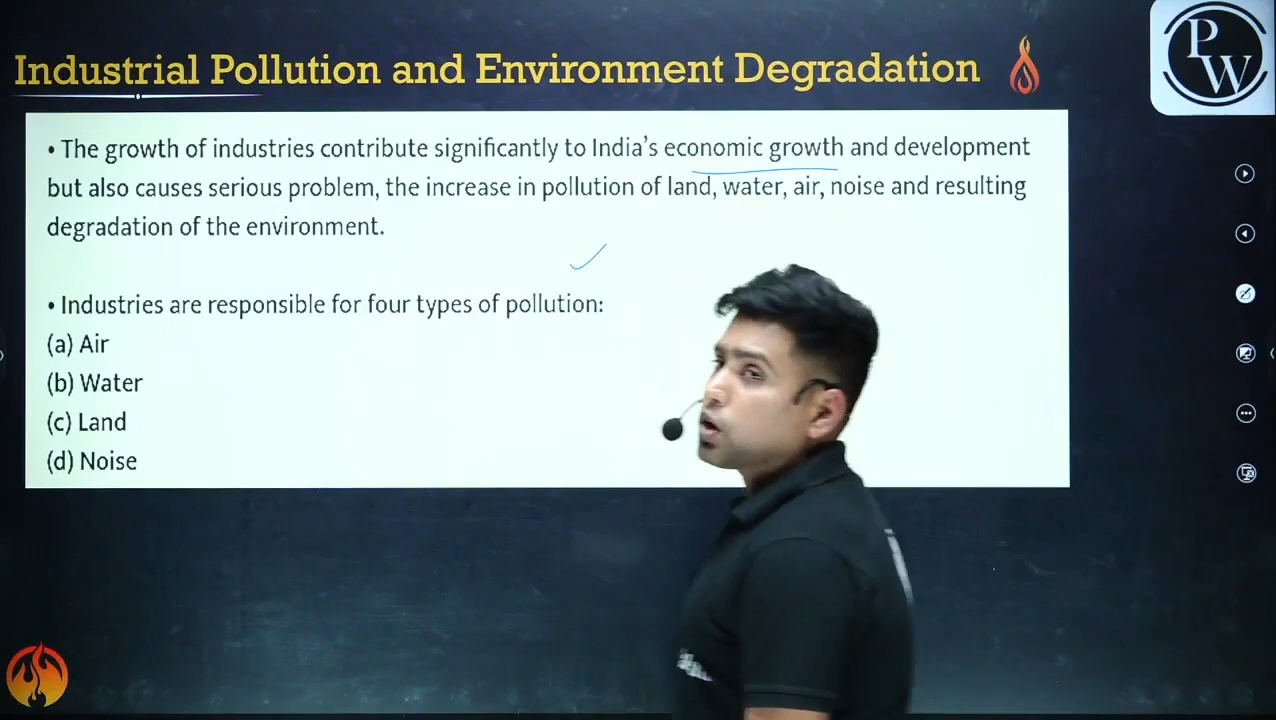 Industrial Pollution and Environment Degradation
PW
• The growth of industries contribute significantly to India’s economic growth and development
but also causes serious problem, the increase in pollution of land, water, air, noise and resulting
degradation of the environment.
• Industries are responsible for four types of pollution:
(a) Air
(b) Water
(c) Land
(d) Noise